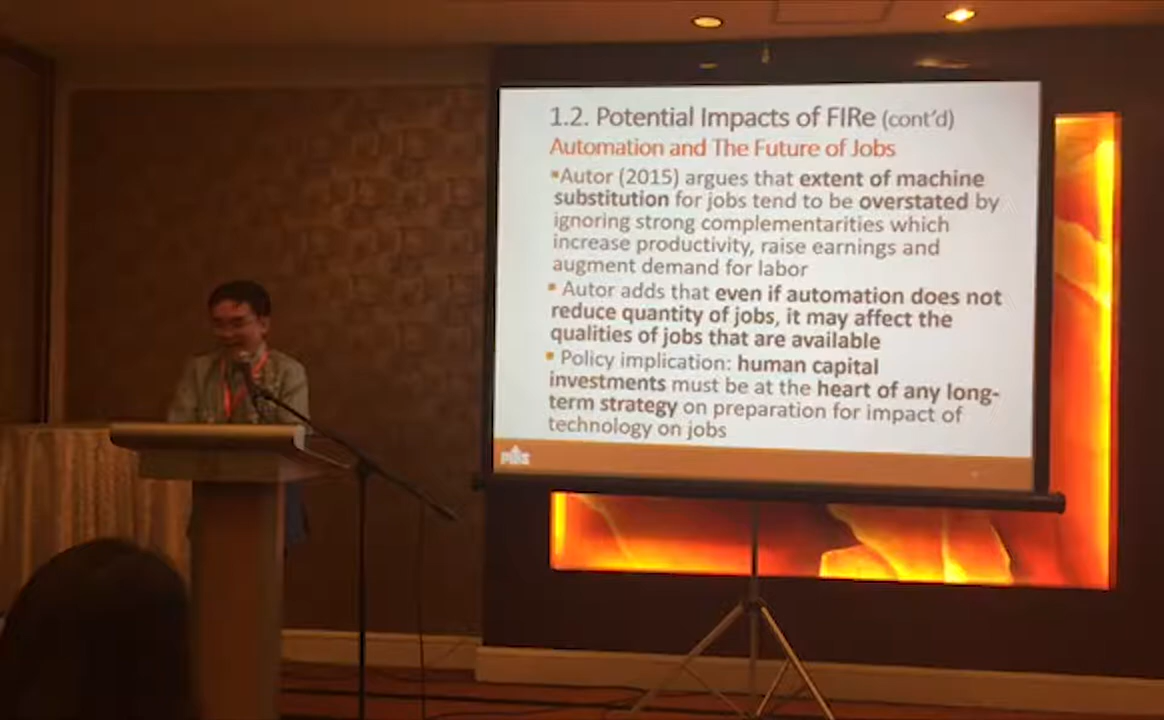 1.2. Potential Impacts of FIRe (cont’d)
Automation and The Future of Jobs
▪Autor (2015) argues that extent of machine
substitution for jobs tend to be overstated by
ignoring strong complementarities which
increase productivity, raise earnings and
augment demand for labor
▪ Autor adds that even if automation does not
reduce quantity of jobs, it may affect the
qualities of jobs that are available
▪ Policy implication: human capital
investments must be at the heart of any long-
term strategy on preparation for impact of
technology on jobs